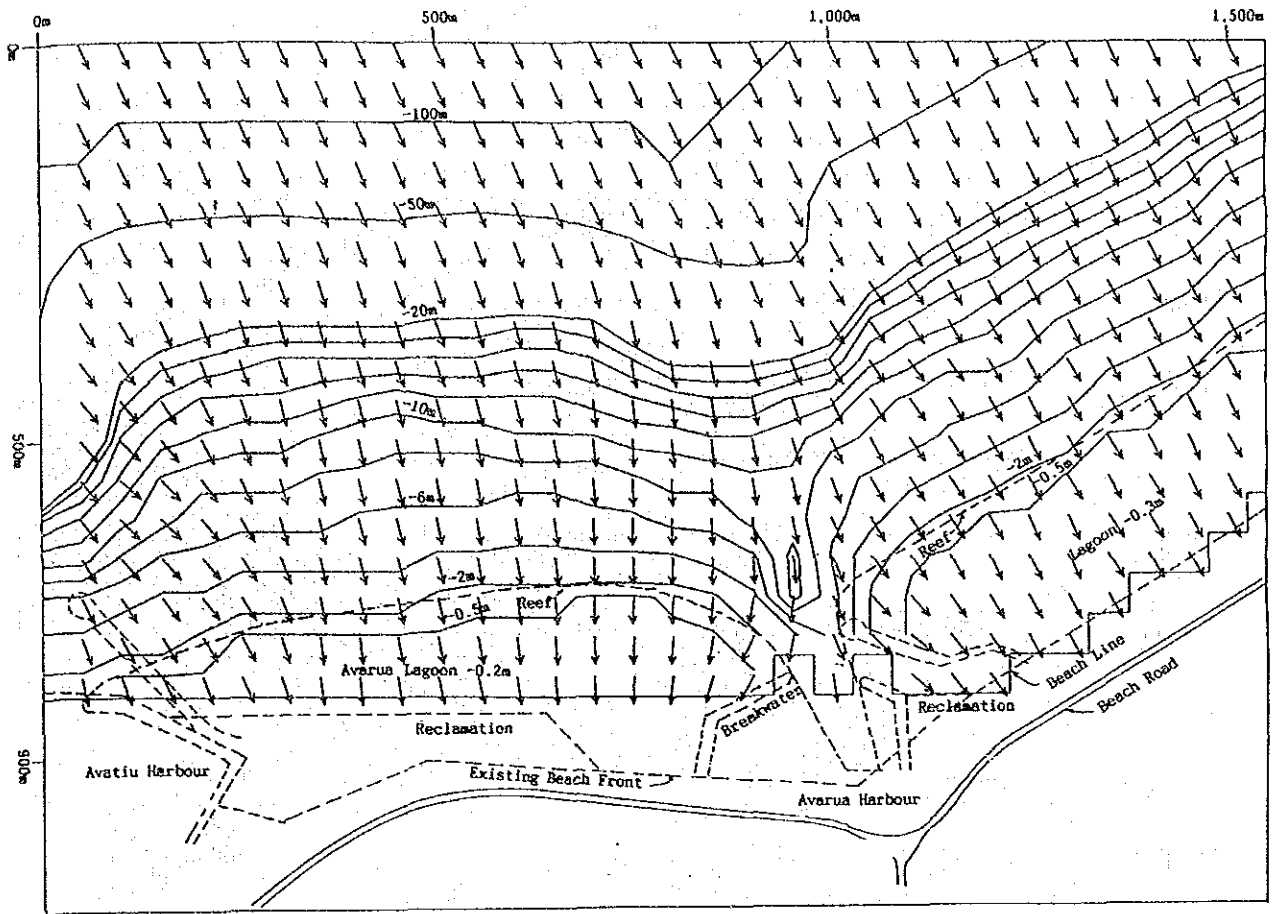 0m
500m
1,000m
1,500m
0m
-100m
-50m
-20m
-10m
500m
-6m
-2m
-0.5m
Reef
Lagoon -0.3m
-2m
Reef
-0.5m
Avarua Lagoon -0.2m
Beach Line
Beach Road
Breakwater
Reclamation
Reclamation
900m
Avatiu Harbour
Existing Beach Front
Avarua Harbour